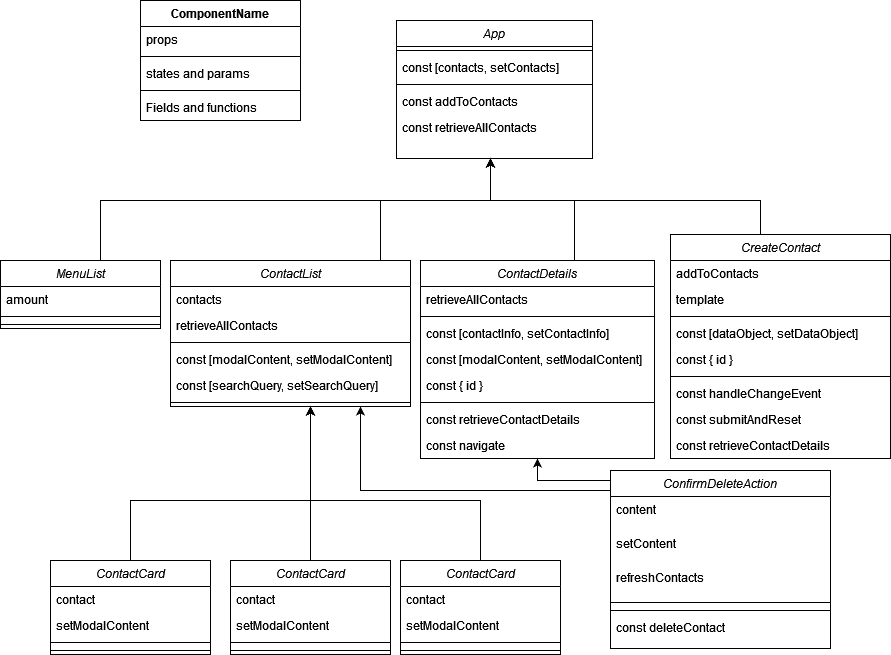 ComponentName
props
states and params
Fields and functions
App
const [contacts, setContacts]
const addToContacts
const retrieveAllContacts
MenuList
amount
ContactList
contacts
retrieveAllContacts
const [modalContent, setModalContent]
const [searchQuery, setSearchQuery]
ContactDetails
retrieveAllContacts
const [contactInfo, setContactInfo]
const [modalContent, setModalContent]
const { id }
const retrieveContactDetails
const navigate
CreateContact
addToContacts
template
const [dataObject, setDataObject]
const { id }
const handleChangeEvent
const submitAndReset
const retrieveContactDetails
ContactCard
contact
setModalContent
ContactCard
contact
setModalContent
ContactCard
contact
setModalContent
ConfirmDeleteAction
content
setContent
refreshContacts
const deleteContact